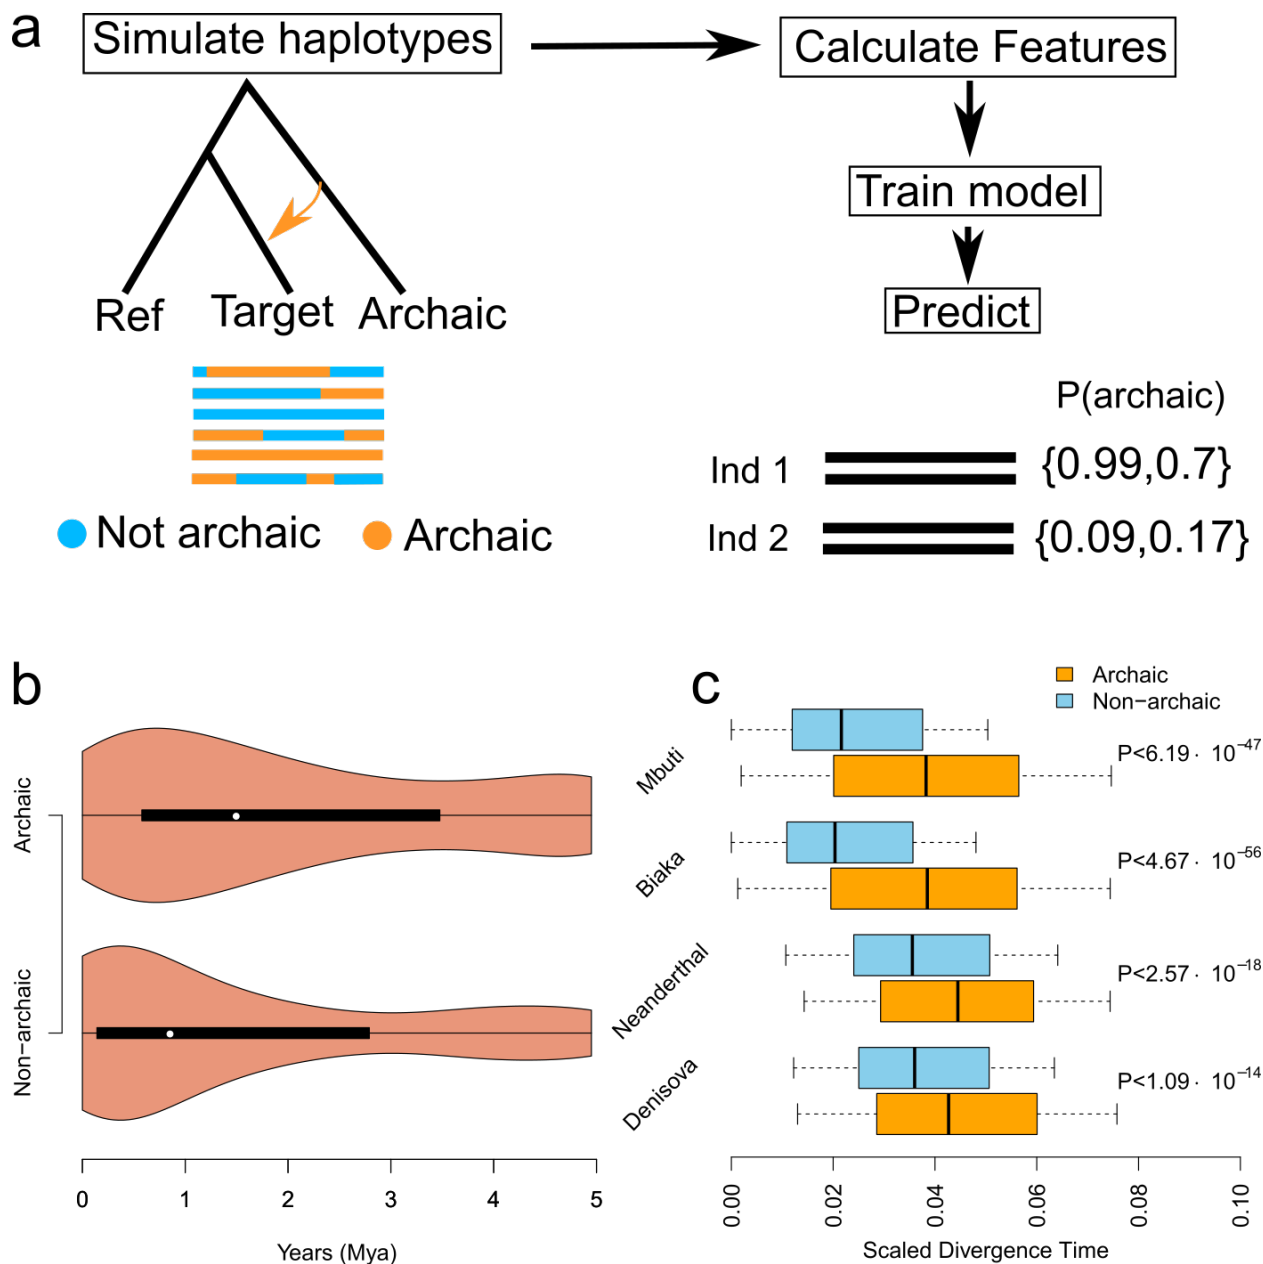 a
Simulate haplotypes
Calculate Features
Train model
Predict
Ref Target Archaic
Not archaic Archaic
P(archaic)
Ind 1 {0.99,0.7}
Ind 2 {0.09,0.17}
b
Archaic
Non−archaic
0 1 2 3 4 5
Years (Mya)
c
Archaic
Non−archaic
Mbuti
P<6.19 · 10−47
Biaka
P<4.67 · 10−56
Neanderthal
P<2.57 · 10−18
Denisova
P<1.09 · 10−14
0.00 0.02 0.04 0.06 0.08 0.10
Scaled Divergence Time